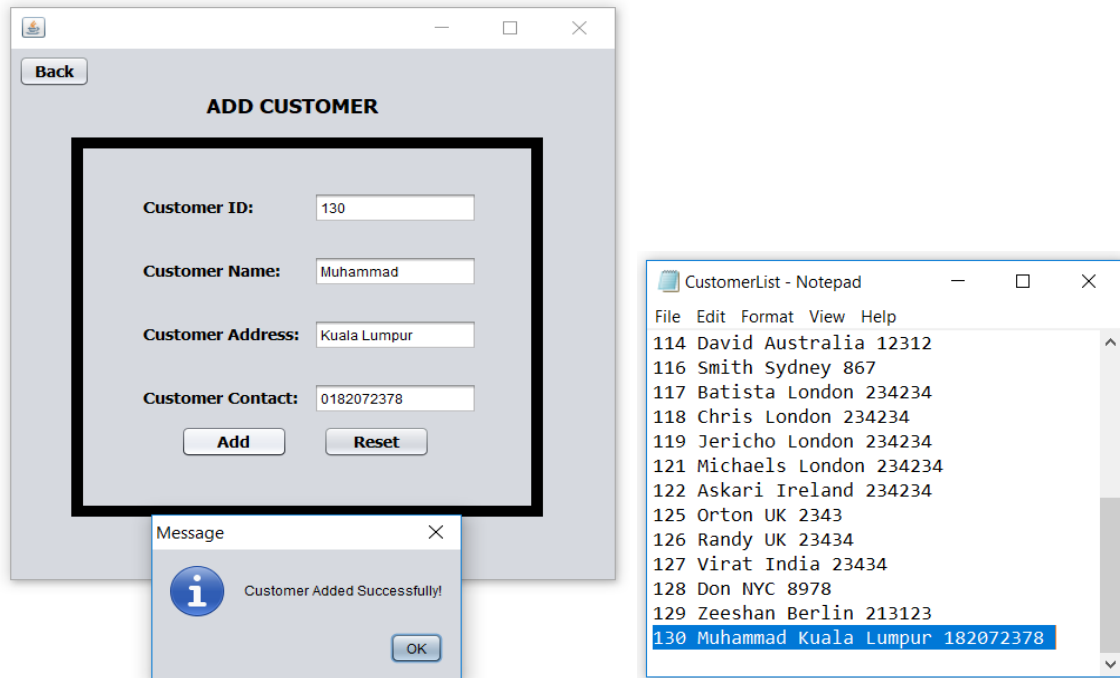 Back
ADD CUSTOMER
Customer ID: 130
Customer Name: Muhammad
Customer Address: Kuala Lumpur
Customer Contact: 0182072378
Add Reset
Message
Customer Added Successfully!
OK
CustomerList - Notepad
File Edit Format View Help
114 David Australia 12312
116 Smith Sydney 867
117 Batista London 234234
118 Chris London 234234
119 Jericho London 234234
121 Michaels London 234234
122 Askari Ireland 234234
125 Orton UK 2343
126 Randy UK 23434
127 Virat India 23434
128 Don NYC 8978
129 Zeeshan Berlin 213123
130 Muhammad Kuala Lumpur 182072378